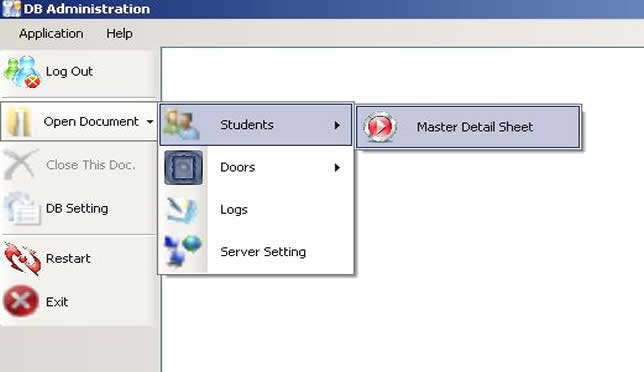 DB Administration
Application Help
Log Out
Open Document
Students
Master Detail Sheet
Close This Doc.
Doors
DB Setting
Logs
Server Setting
Restart
Exit